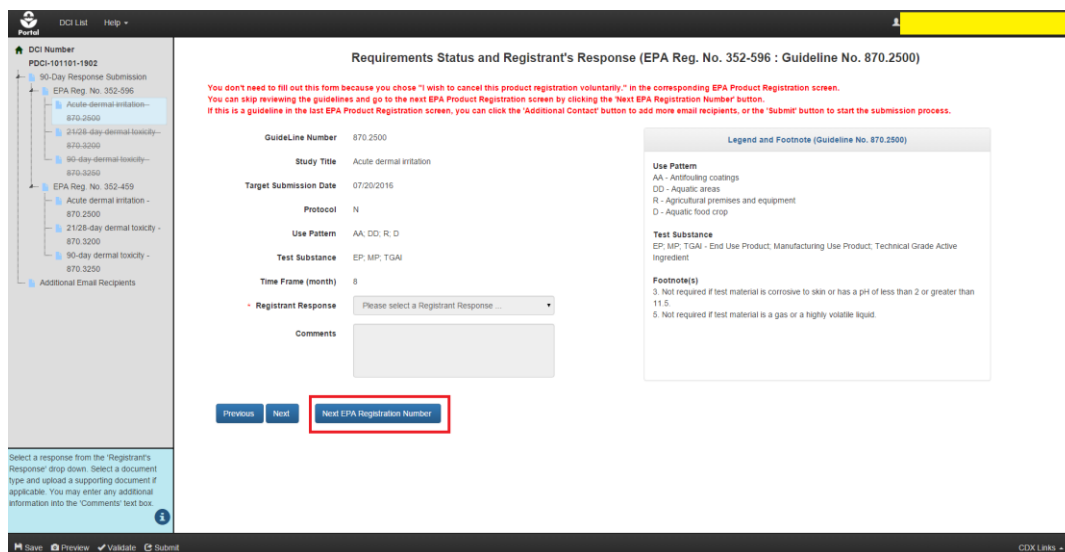 Portal
DCI List Help
DCI Number
PDCI-101101-1902
90-Day Response Submission
EPA Reg. No. 352-596
Acute dermal irritation -
870.2500
21/28-day dermal toxicity -
870.3200
90-day dermal toxicity -
870.3250
EPA Reg. No. 352-459
Acute dermal irritation -
870.2500
21/28-day dermal toxicity -
870.3200
90-day dermal toxicity -
870.3250
Additional Email Recipients
Select a response from the 'Registrant's
Response' drop down. Select a document
type and upload a supporting document if
applicable. You may enter any additional
information into the 'Comments' text box.
Requirements Status and Registrant's Response (EPA Reg. No. 352-596 : Guideline No. 870.2500)
You don't need to fill out this form because you chose "I wish to cancel this product registration voluntarily." in the corresponding EPA Product Registration screen.
You can skip reviewing the guidelines and go to the next EPA Product Registration screen by clicking the 'Next EPA Registration Number' button.
If this is a guideline in the last EPA Product Registration screen, you can click the 'Additional Contact' button to add more email recipients, or the 'Submit' button to start the submission process.
GuideLine Number 870.2500
Study Title Acute dermal irritation
Target Submission Date 07/20/2016
Protocol N
Use Pattern AA; DD; R; D
Test Substance EP; MP; TGAI
Time Frame (month) 8
* Registrant Response Please select a Registrant Response ...
Comments
Legend and Footnote (Guideline No. 870.2500)
Use Pattern
AA - Antifouling coatings
DD - Aquatic areas
R - Agricultural premises and equipment
D - Aquatic food crop
Test Substance
EP; MP; TGAI - End Use Product; Manufacturing Use Product; Technical Grade Active
Ingredient
Footnote(s)
3. Not required if test material is corrosive to skin or has a pH of less than 2 or greater than
11.5.
5. Not required if test material is a gas or a highly volatile liquid.
Previous Next Next EPA Registration Number
Save Preview Validate Submit CDX Links